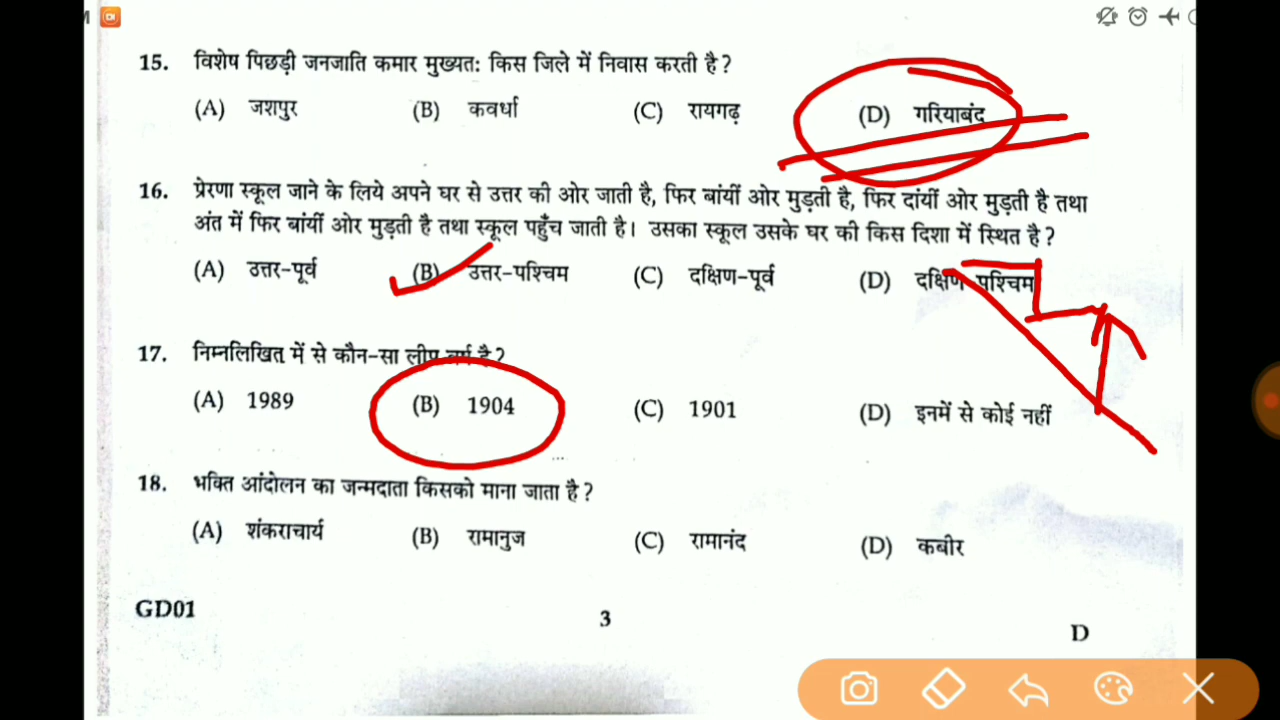 M
15. विशेष पिछड़ी जनजाति कमार मुख्यत: किस जिले में निवास करती है?
(A) जशपुर (B) कवर्धा (C) रायगढ़ (D) गरियाबंद
16. प्रेरणा स्कूल जाने के लिये अपने घर से उत्तर की ओर जाती है, फिर बांयीं ओर मुड़ती है, फिर दांयीं ओर मुड़ती है तथा
अंत में फिर बांयीं ओर मुड़ती है तथा स्कूल पहुँच जाती है। उसका स्कूल उसके घर की किस दिशा में स्थित है?
(A) उत्तर-पूर्व (B) उत्तर-पश्चिम (C) दक्षिण-पूर्व (D) दक्षिण-पश्चिम
17. निम्नलिखित में से कौन-सा लीप वर्ष है?
(A) 1989 (B) 1904 (C) 1901 (D) इनमें से कोई नहीं
18. भक्ति आंदोलन का जन्मदाता किसको माना जाता है?
(A) शंकराचार्य (B) रामानुज (C) रामानंद (D) कबीर
GD01 3 D